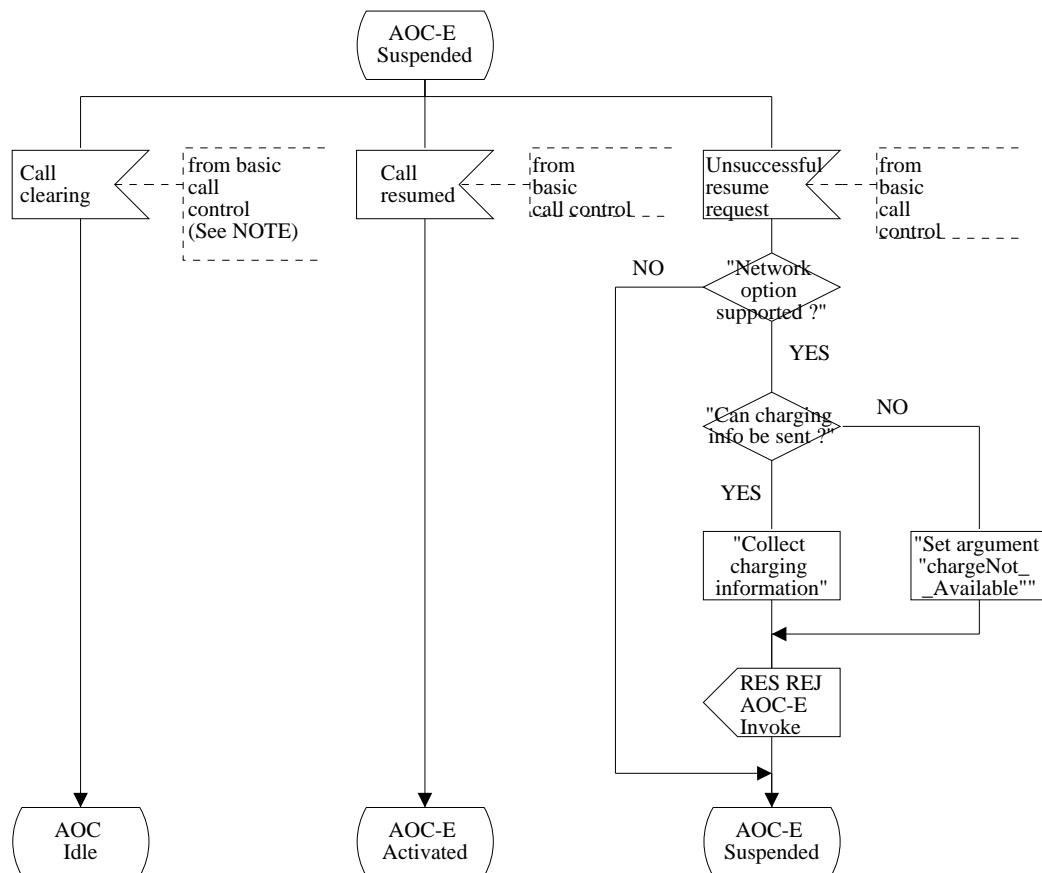 AOC-E
Suspended
Call
clearing
from basic
call
control
(See NOTE)
Call
resumed
from
basic
call control
Unsuccessful
resume
request
from
basic
call
control
NO
"Network
option
supported ?"
YES
"Can charging
info be sent ?"
NO
YES
"Collect
charging
information"
"Set argument
"chargeNot_
_Available""
RES REJ
AOC-E
Invoke
AOC
Idle
AOC-E
Activated
AOC-E
Suspended